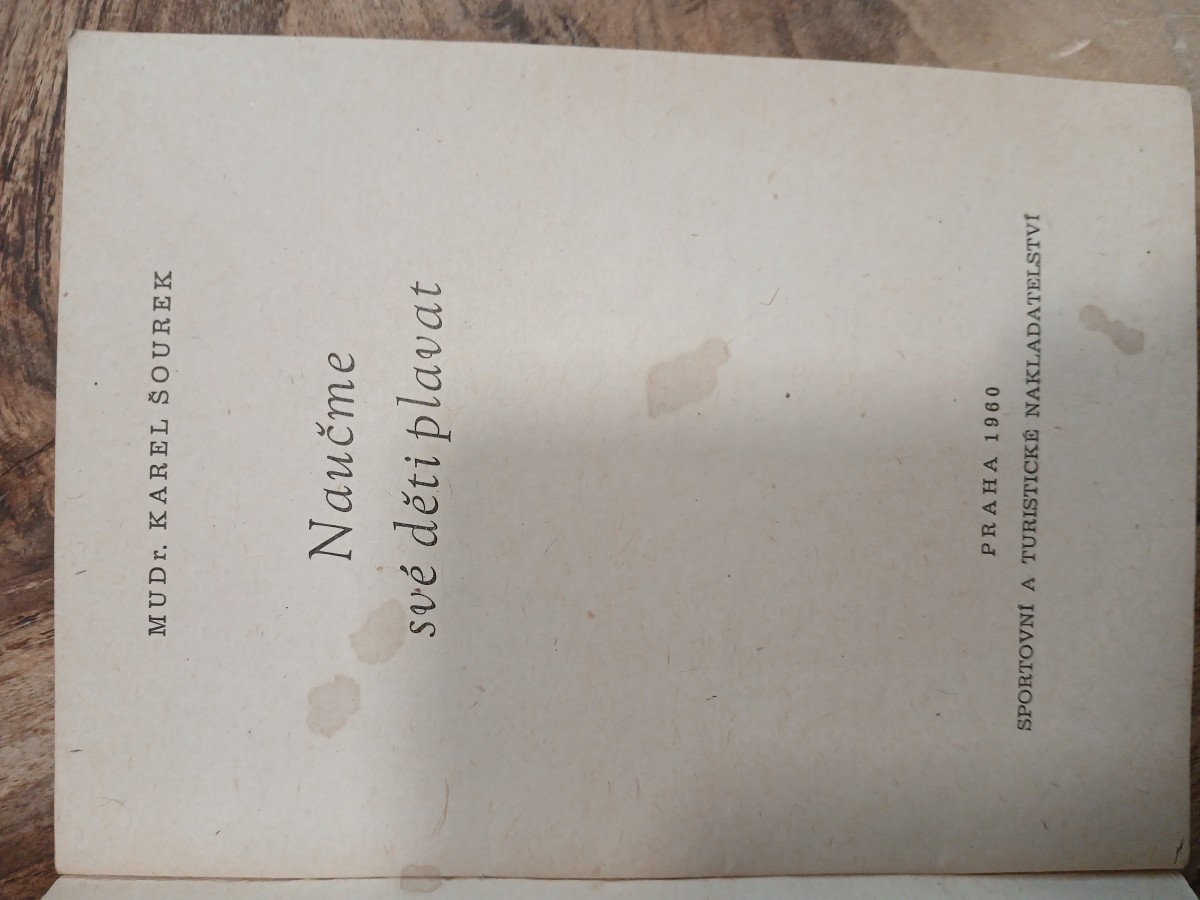 MUDr. KAREL ŠOUREK
Naučme
své děti plavat
PRAHA 1960
SPORTOVNÍ A TURISTICKÉ NAKLADATELSTVÍ